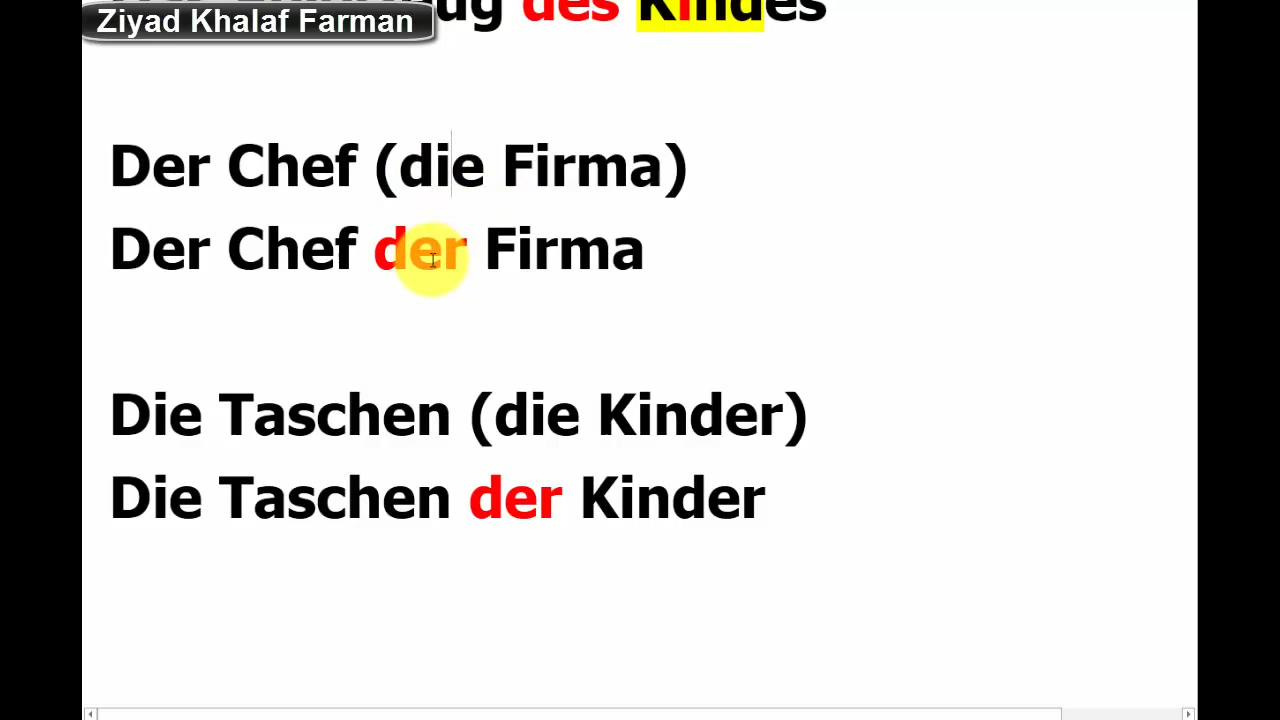 des Kindes
Ziyad Khalaf Farman
Der Chef (die Firma)
Der Chef der Firma
Die Taschen (die Kinder)
Die Taschen der Kinder